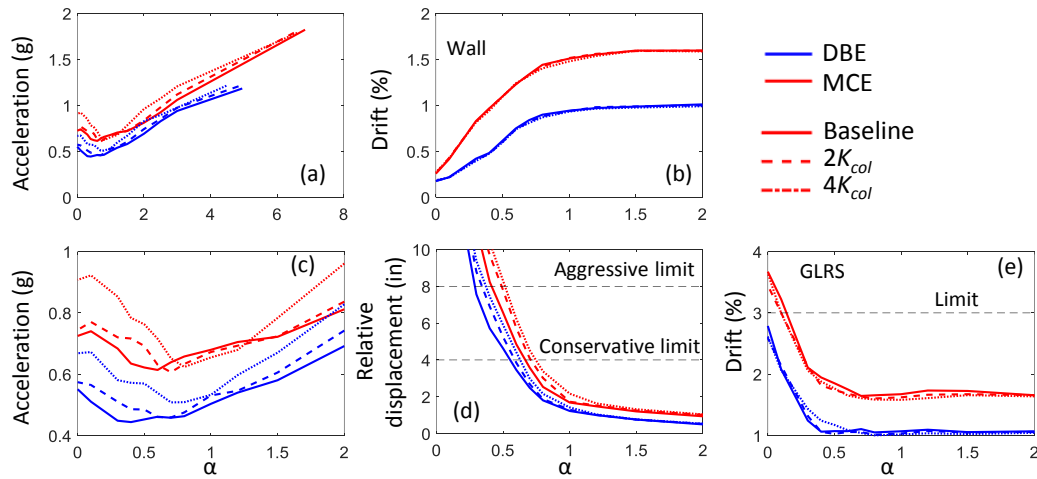 2
1.5
1
0.5
0
Acceleration (g)
0 2 4 6 8
(a)
2
1.5
1
0.5
0
Drift (%)
Wall
0 0.5 1 1.5 2
(b)
DBE
MCE
Baseline
2Kcol
4Kcol
1
0.8
0.6
0.4
Acceleration (g)
(c)
0 0.5 1 1.5 2
α
10
8
6
4
2
0
Relative
displacement (in)
Aggressive limit
Conservative limit
(d)
0 0.5 1 1.5 2
α
4
3
2
1
Drift (%)
GLRS
(e)
Limit
0 0.5 1 1.5 2
α